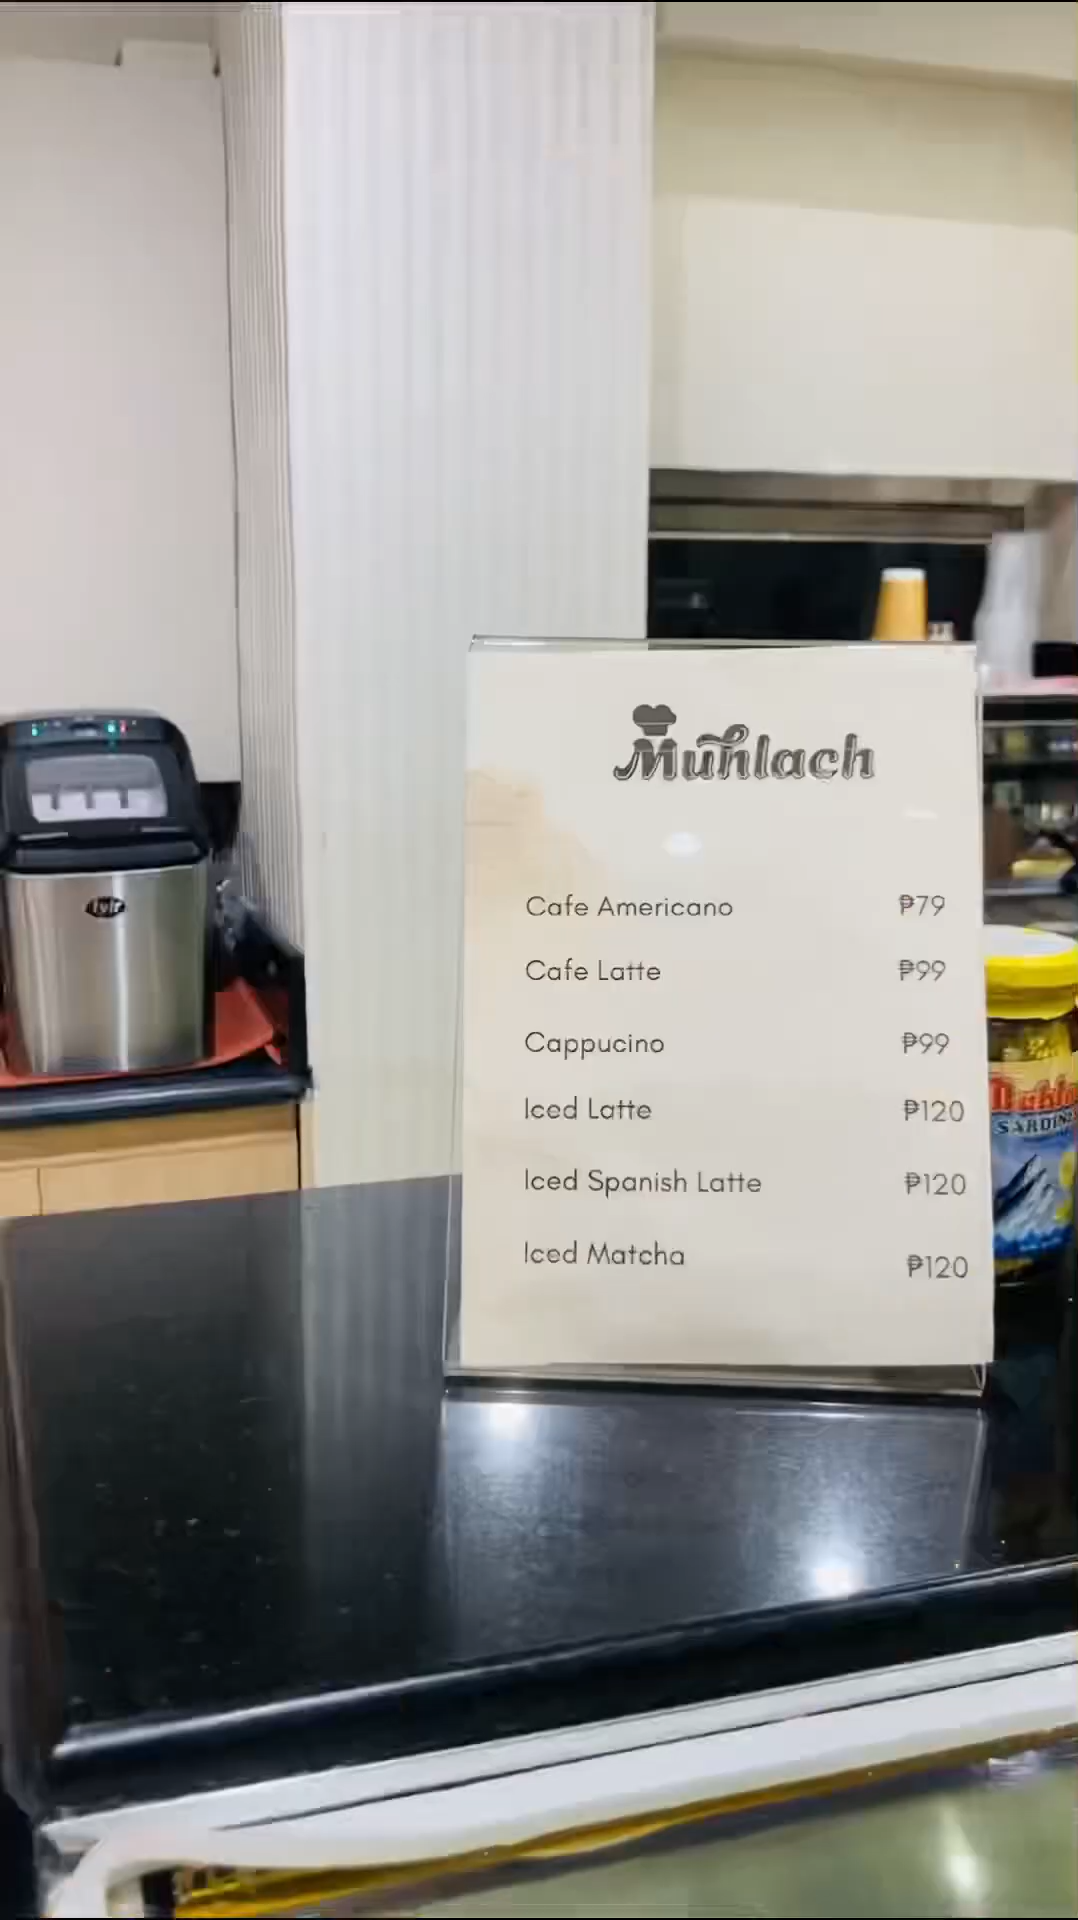 Muhlach
Cafe Americano ₱79
Cafe Latte ₱99
Cappucino ₱99
Iced Latte ₱120
Iced Spanish Latte ₱120
Iced Matcha ₱120